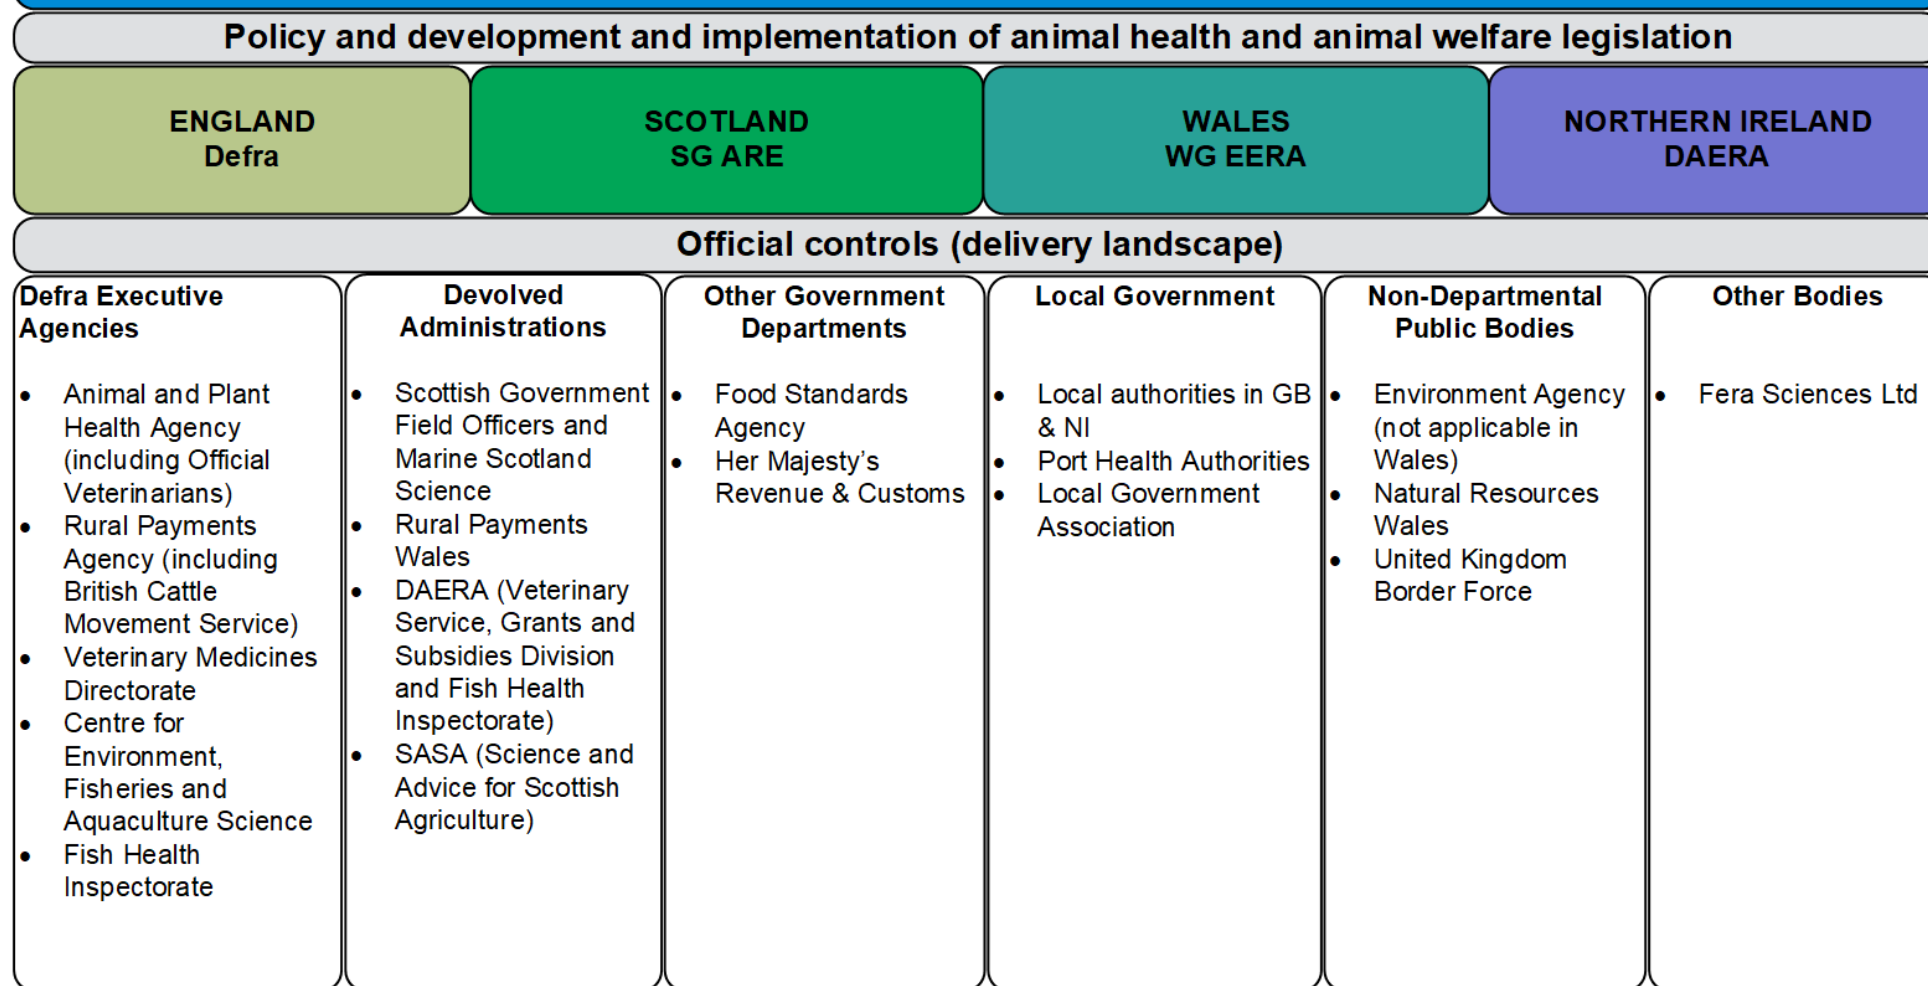 Policy and development and implementation of animal health and animal welfare legislation
ENGLAND
Defra
SCOTLAND
SG ARE
WALES
WG EERA
NORTHERN IRELAND
DAERA
Official controls (delivery landscape)
Defra Executive
Agencies
• Animal and Plant
Health Agency
(including Official
Veterinarians)
• Rural Payments
Agency (including
British Cattle
Movement Service)
• Veterinary Medicines
Directorate
• Centre for
Environment,
Fisheries and
Aquaculture Science
• Fish Health
Inspectorate
Devolved
Administrations
• Scottish Government
Field Officers and
Marine Scotland
Science
• Rural Payments
Wales
• DAERA (Veterinary
Service, Grants and
Subsidies Division
and Fish Health
Inspectorate)
• SASA (Science and
Advice for Scottish
Agriculture)
Other Government
Departments
• Food Standards
Agency
• Her Majesty’s
Revenue & Customs
Local Government
• Local authorities in GB
& NI
• Port Health Authorities
• Local Government
Association
Non-Departmental
Public Bodies
• Environment Agency
(not applicable in
Wales)
• Natural Resources
Wales
• United Kingdom
Border Force
Other Bodies
• Fera Sciences Ltd